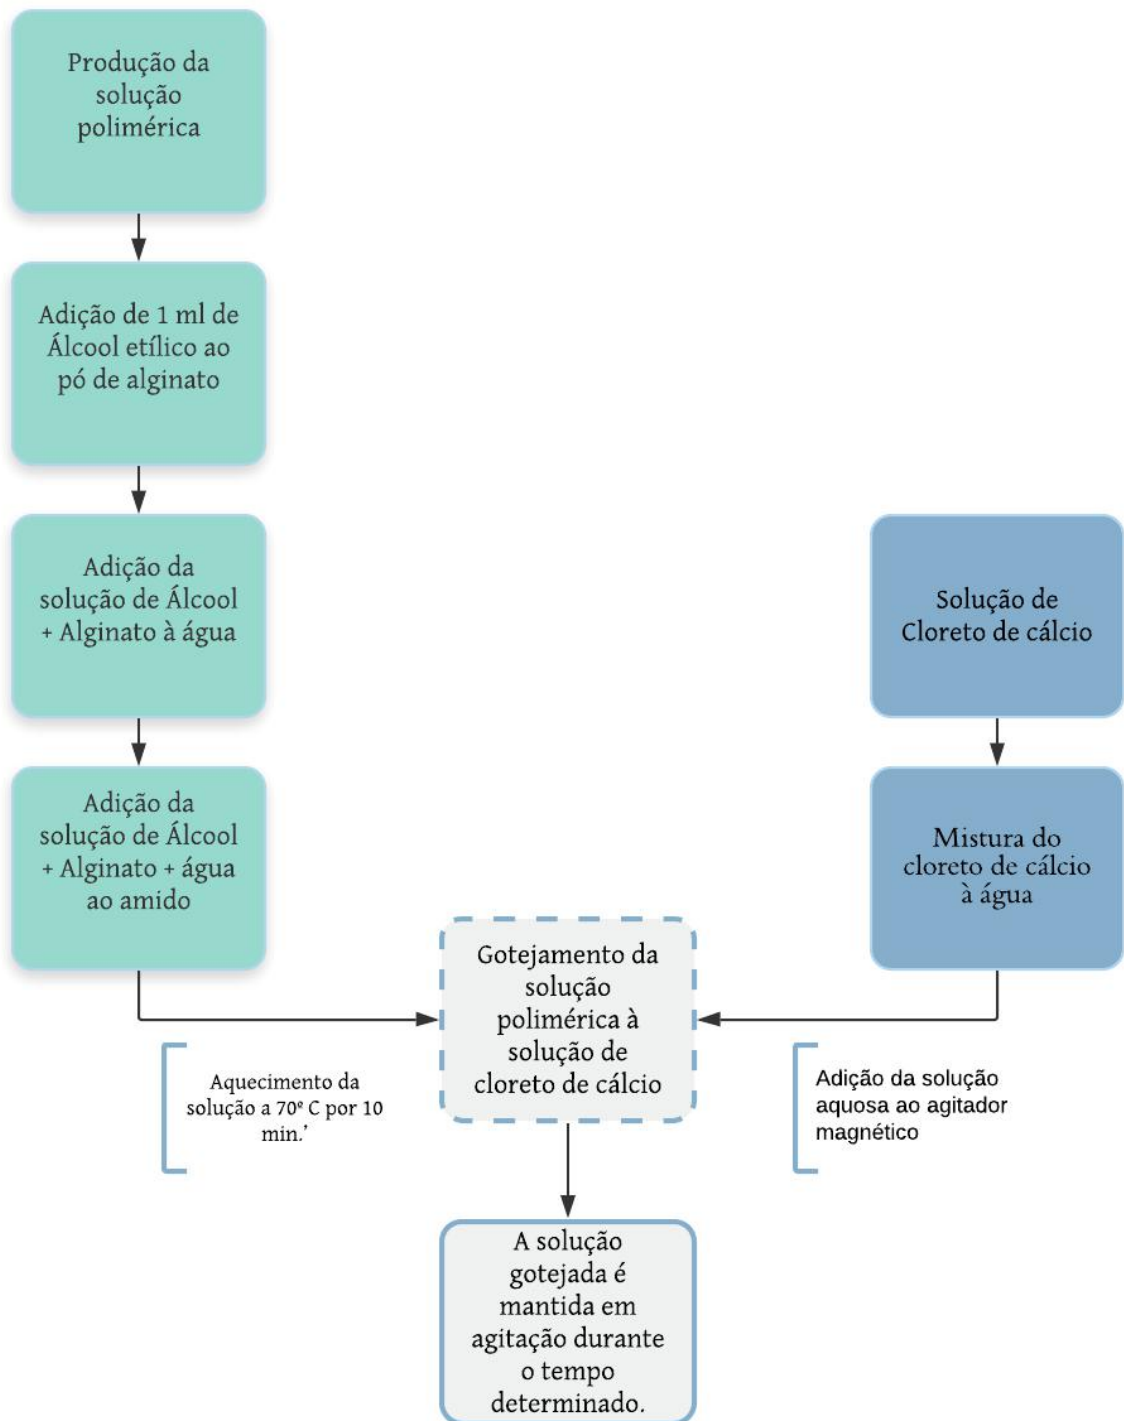 Produção da
solução
polimérica
Adição de 1 ml de
Álcool etílico ao
pó de alginato
Adição da
solução de Álcool
+ Alginato à água
Adição da
solução de Álcool
+ Alginato + água
ao amido
Aquecimento da
solução a 70º C por 10
min.’
Solução de
Cloreto de cálcio
Mistura do
cloreto de cálcio
à água
Adição da solução
aquosa ao agitador
magnético
Gotejamento da
solução
polimérica à
solução de
cloreto de cálcio
A solução
gotejada é
mantida em
agitação durante
o tempo
determinado.